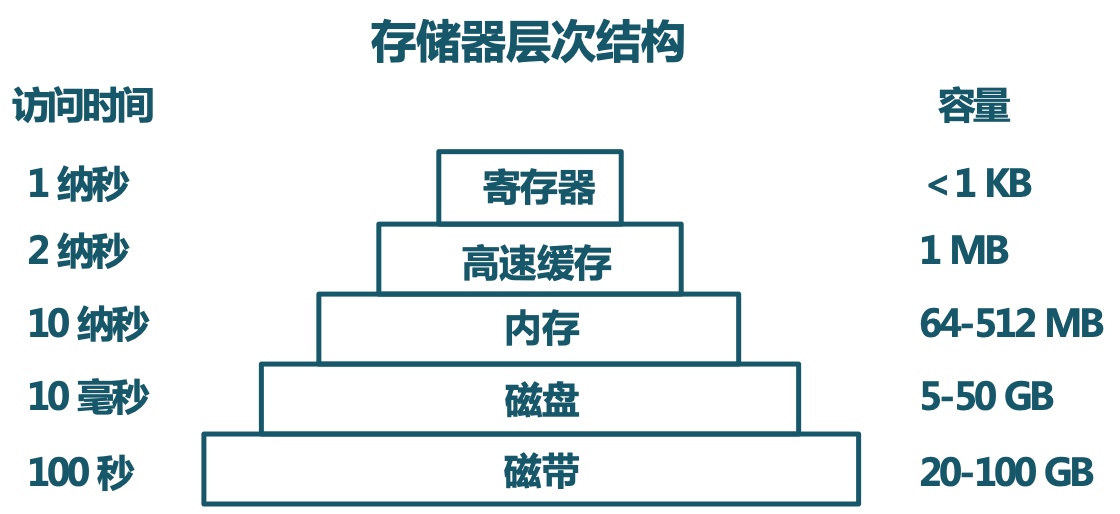 存储器层次结构
访问时间 容量
1 纳秒 寄存器 < 1 KB
2 纳秒 高速缓存 1 MB
10 纳秒 内存 64-512 MB
10 毫秒 磁盘 5-50 GB
100 秒 磁带 20-100 GB